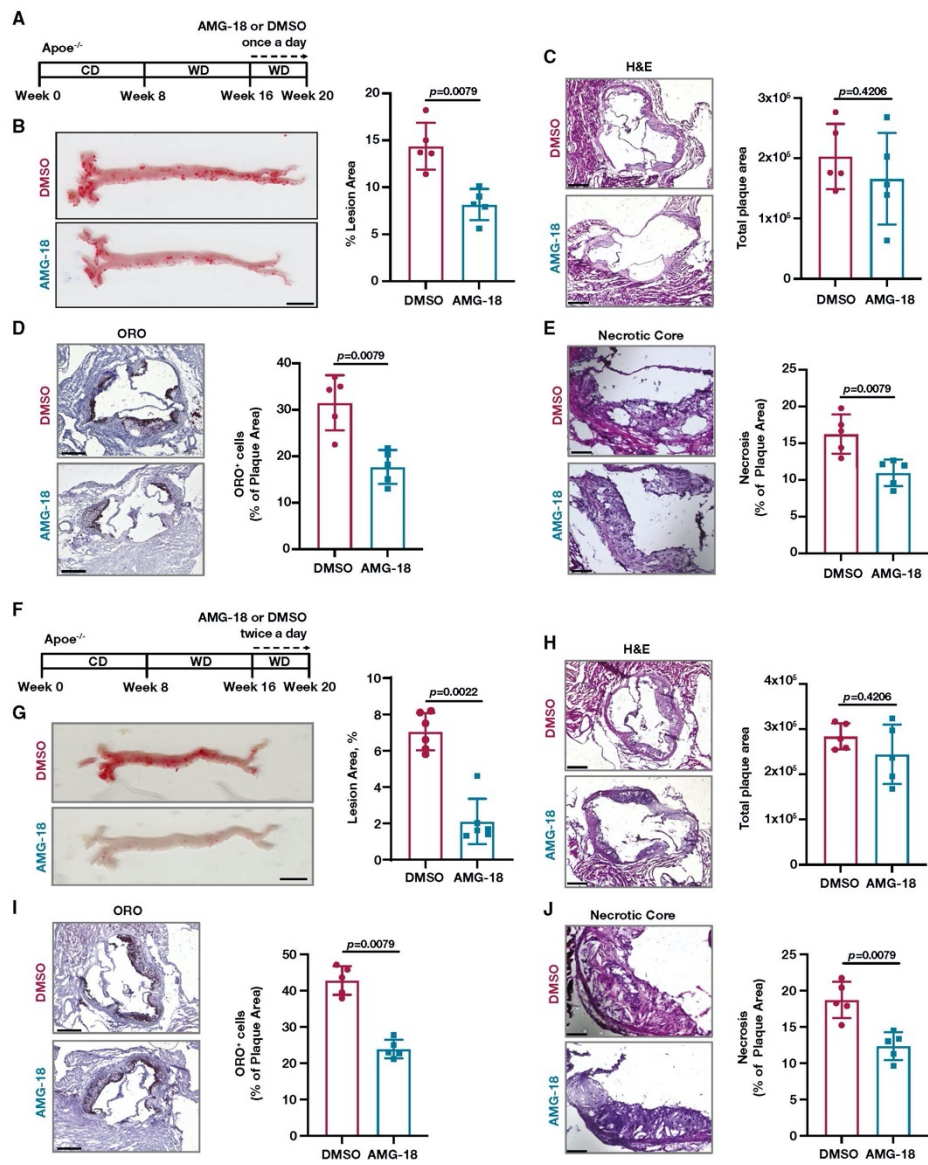 A
AMG-18 or DMSO
once a day
Apoe-/-
CD
WD
WD
Week 0
Week 8
Week 16
Week 20
B
DMSO
AMG-18
% Lesion Area
20
15
10
5
0
p=0.0079
DMSO
AMG-18
C
H&E
DMSO
AMG-18
Total plaque area
3x10⁵
2x10⁵
1x10⁵
0
p=0.4206
DMSO
AMG-18
D
ORO
DMSO
AMG-18
ORO⁺ cells
(% of Plaque Area)
40
30
20
10
0
p=0.0079
DMSO
AMG-18
E
Necrotic Core
DMSO
AMG-18
Necrosis
(% of Plaque Area)
25
20
15
10
5
0
p=0.0079
DMSO
AMG-18
F
AMG-18 or DMSO
twice a day
Apoe-/-
CD
WD
WD
Week 0
Week 8
Week 16
Week 20
G
DMSO
AMG-18
Lesion Area, %
10
8
6
4
2
0
p=0.0022
DMSO
AMG-18
H
H&E
DMSO
AMG-18
Total plaque area
4x10⁵
3x10⁵
2x10⁵
1x10⁵
0
p=0.4206
DMSO
AMG-18
I
ORO
DMSO
AMG-18
ORO⁺ cells
(% of Plaque Area)
60
40
20
0
p=0.0079
DMSO
AMG-18
J
Necrotic Core
DMSO
AMG-18
Necrosis
(% of Plaque Area)
25
20
15
10
5
0
p=0.0079
DMSO
AMG-18